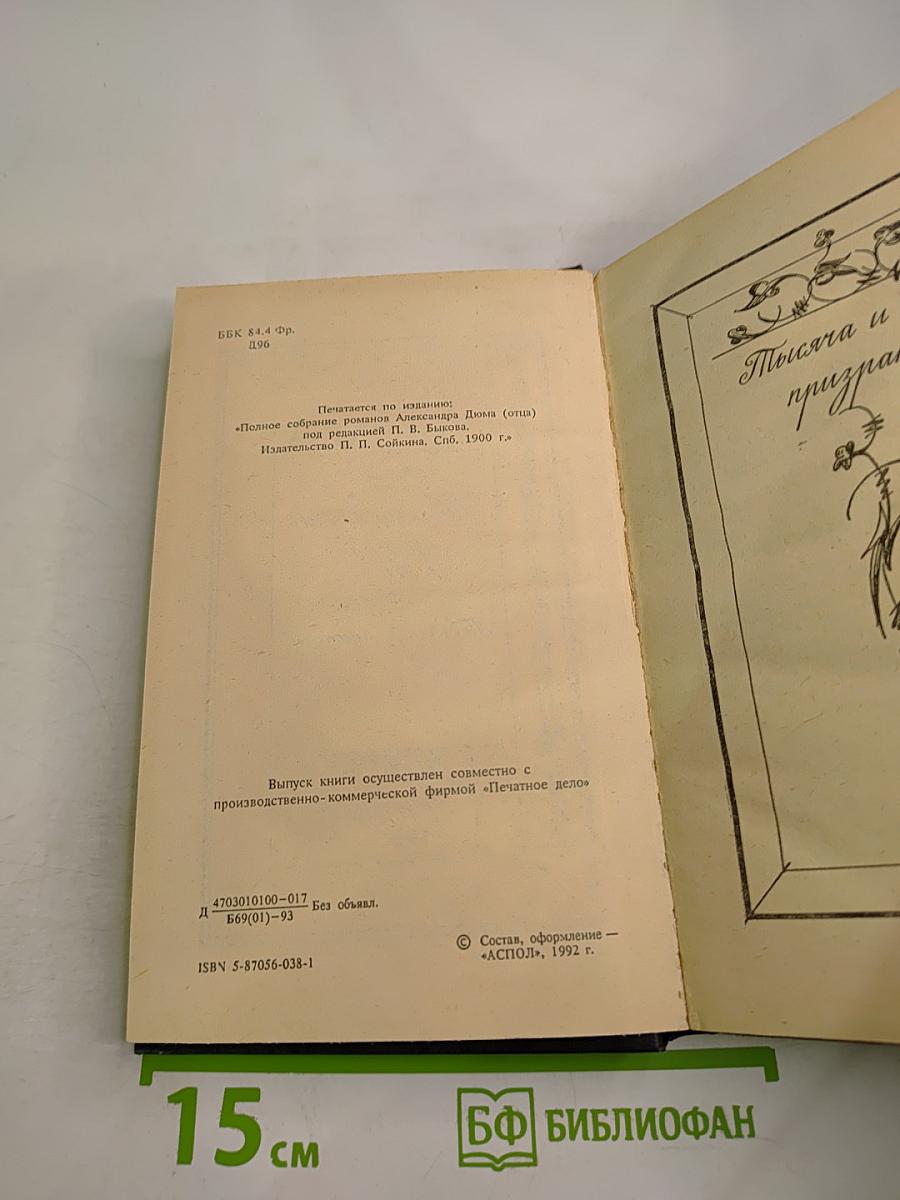 ББК 84.4 Фр.
Д96
Печатается по изданию:
«Полное собрание романов Александра Дюма (отца)
под редакцией П. В. Быкова.
Издательство П. П. Сойкина. Спб. 1900 г.»
Выпуск книги осуществлен совместно с
производственно-коммерческой фирмой «Печатное дело»
Д 4703010100-017 Без объявл.
Б69(01)-93
ISBN 5-87056-038-1
© Состав, оформление —
«АСПОЛ», 1992 г.
Тысяча и
15 см
БФ БИБЛИОФАН